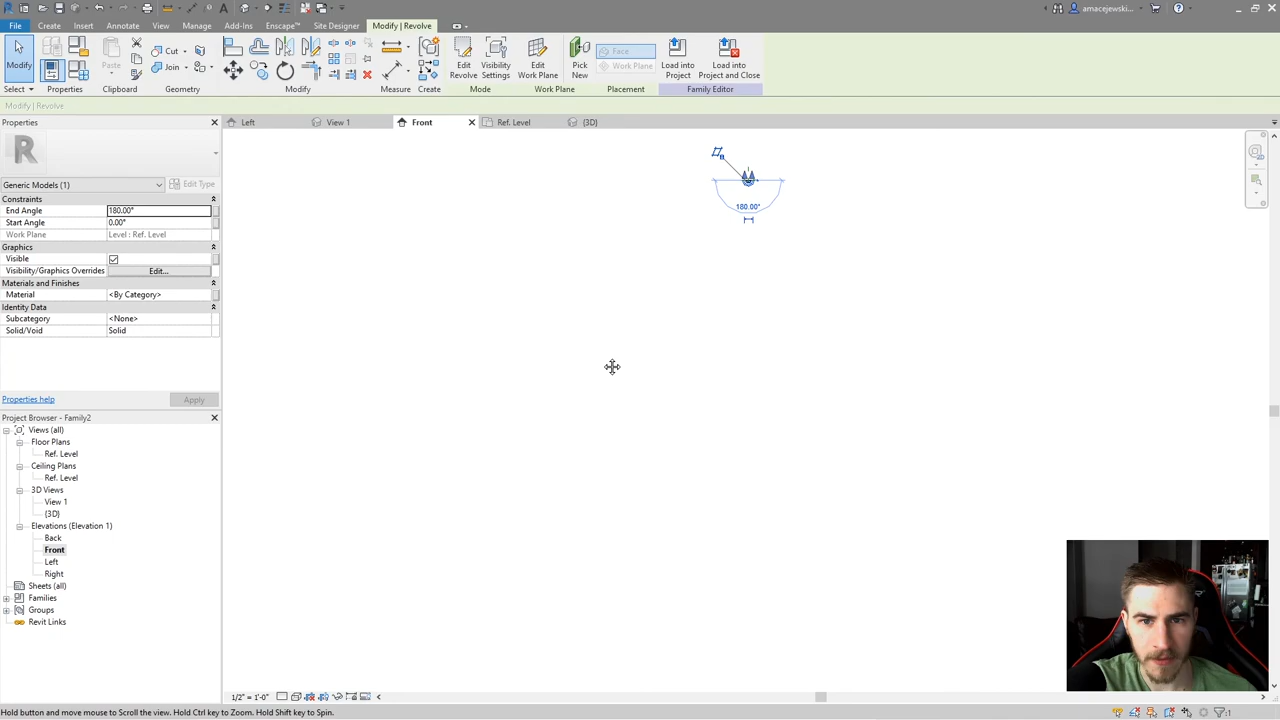 amacejewski...
File Create Insert Annotate View Manage Add-Ins Enscape™ Site Designer Modify | Revolve
Modify
Paste
Cut
Join
Edit Revolve
Visibility Settings
Edit Work Plane
Pick New
Face
Work Plane
Load into Project
Load into Project and Close
Select Properties Clipboard Geometry Modify Measure Create Mode Work Plane Placement Family Editor
Modify | Revolve
Properties
Left View 1 Front Ref. Level {3D}
R
Generic Models (1) Edit Type
Constraints
End Angle 180.00°
Start Angle 0.00°
Work Plane Level : Ref. Level
Graphics
Visible
Visibility/Graphics Overrides Edit...
Materials and Finishes
Material <By Category>
Identity Data
Subcategory <None>
Solid/Void Solid
Properties help Apply
180.00°
Project Browser - Family2
Views (all)
Floor Plans
Ref. Level
Ceiling Plans
Ref. Level
3D Views
View 1
{3D}
Elevations (Elevation 1)
Back
Front
Left
Right
Sheets (all)
Families
Groups
Revit Links
1/2" = 1'-0"
Hold button and move mouse to Scroll the view. Hold Ctrl key to Zoom. Hold Shift key to Spin.
:1